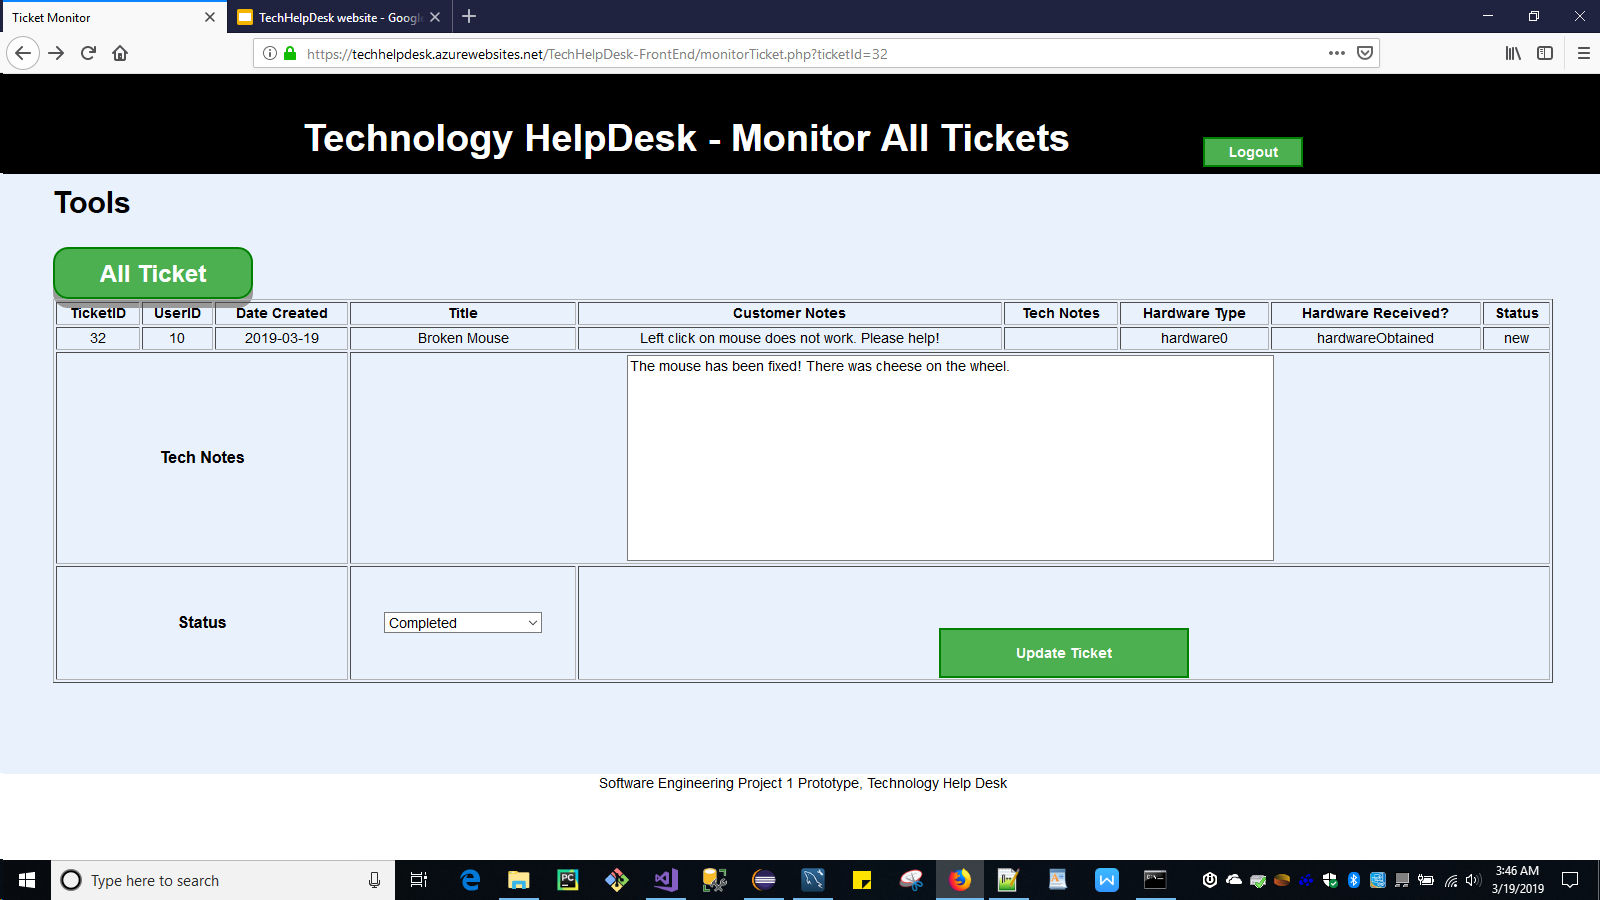 Ticket Monitor
TechHelpDesk website - Googl
https://techhelpdesk.azurewebsites.net/TechHelpDesk-FrontEnd/monitorTicket.php?ticketId=32
Technology HelpDesk - Monitor All Tickets
Logout
Tools
All Ticket
TicketID UserID Date Created Title Customer Notes Tech Notes Hardware Type Hardware Received? Status
32 10 2019-03-19 Broken Mouse Left click on mouse does not work. Please help! hardware0 hardwareObtained new
The mouse has been fixed! There was cheese on the wheel.
Tech Notes
Status
Completed
Update Ticket
Software Engineering Project 1 Prototype, Technology Help Desk
Type here to search
3:46 AM
3/19/2019